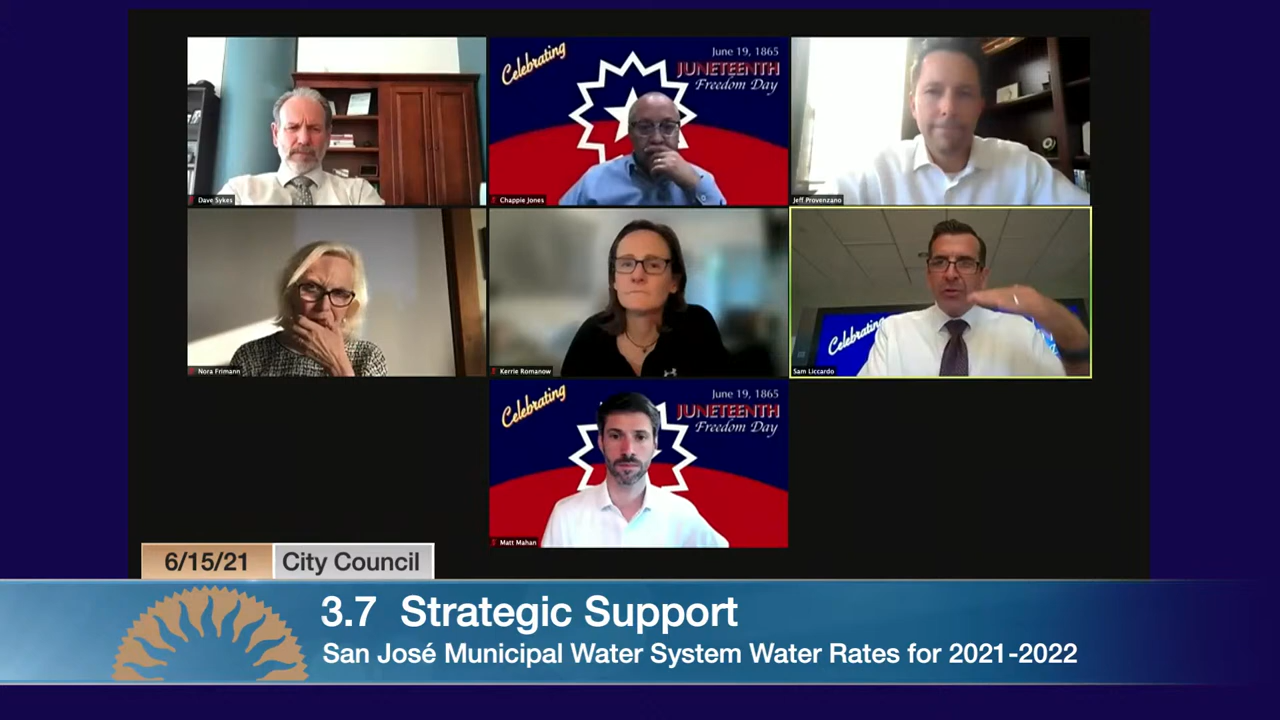 Celebrating
June 19, 1865
JUNETEENTH
Freedom Day
Dave Sykes
Chappie Jones
Jeff Provenzano
Celebrating
Nora Frimann
Kerrie Romanow
Sam Liccardo
Celebrating
June 19, 1865
JUNETEENTH
Freedom Day
Matt Mahan
6/15/21
City Council
3.7 Strategic Support
San José Municipal Water System Water Rates for 2021-2022